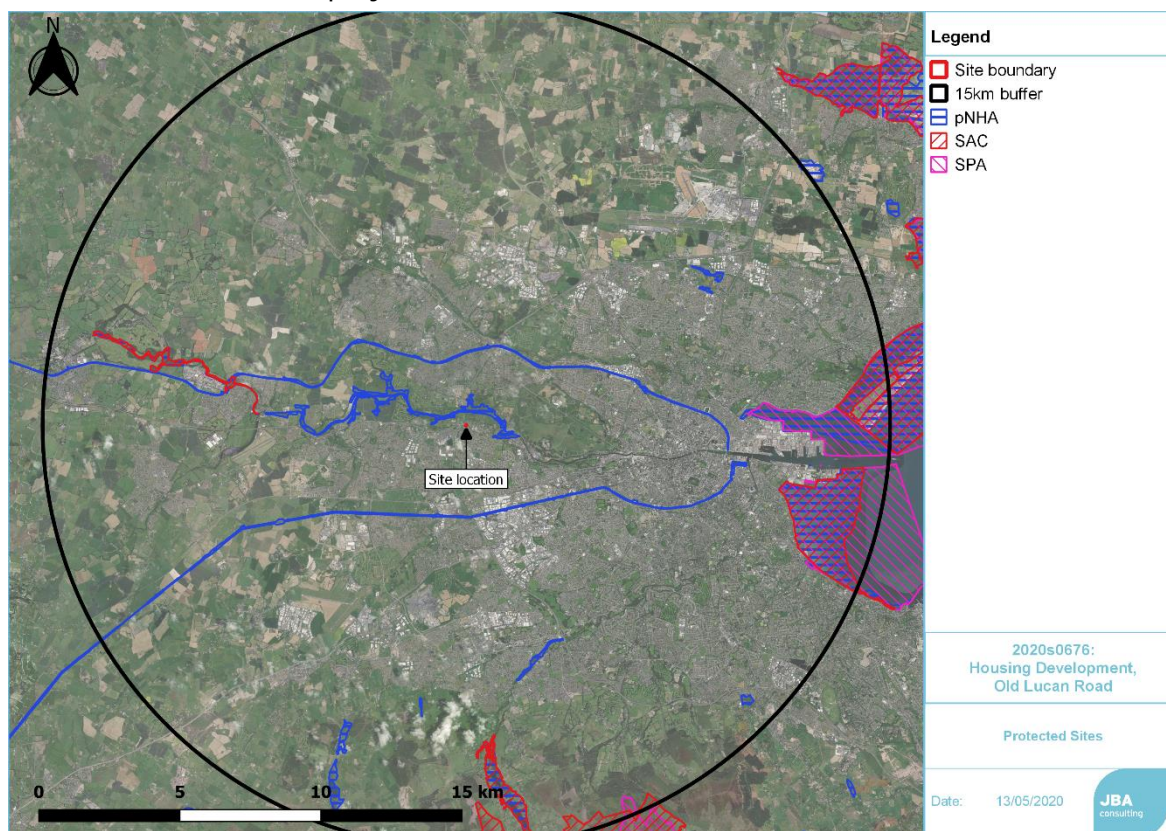 N
Legend
Site boundary
15km buffer
pNHA
SAC
SPA
Site location
0 5 10 15 km
2020s0676:
Housing Development,
Old Lucan Road
Protected Sites
Date: 13/05/2020
JBA
consulting